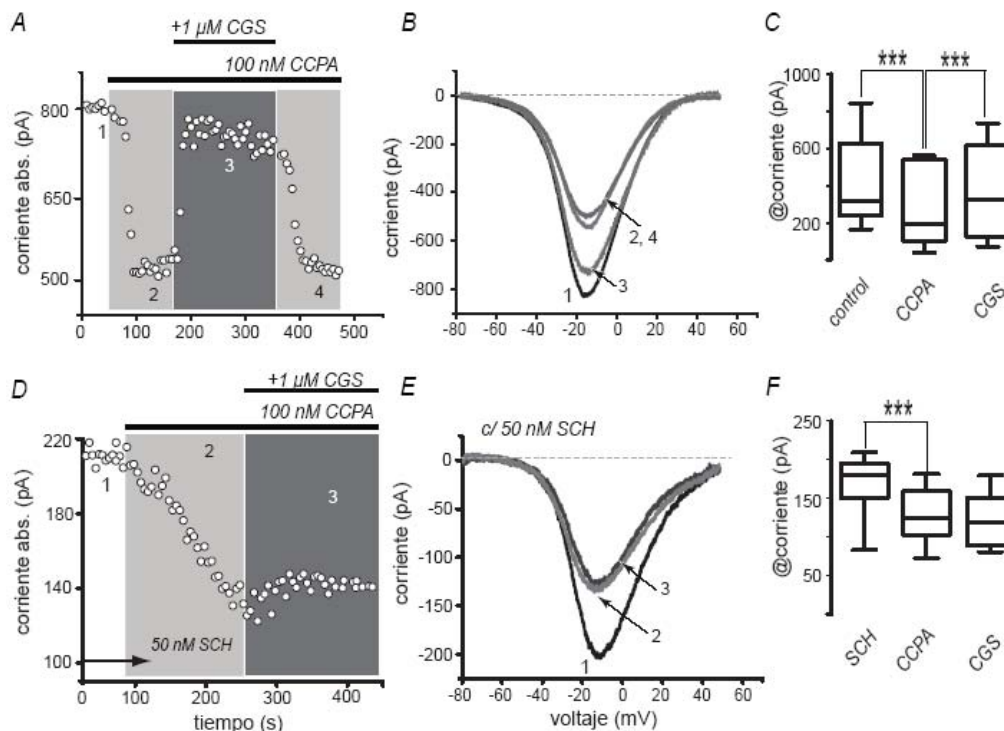 A
+1 µM CGS
100 nM CCPA
corriente abs. (pA)
800
650
500
1
2
3
4
0 100 200 300 400 500
B
corriente (pA)
0
-200
-400
-600
-800
2, 4
3
1
-80 -60 -40 -20 0 20 40 60
C
*** ***
@corriente (pA)
1000
600
200
control
CCPA
CGS
D
+1 µM CGS
100 nM CCPA
corriente abs. (pA)
220
180
140
100
1
2
3
50 nM SCH
0 100 200 300 400
tiempo (s)
E
c/ 50 nM SCH
corriente (pA)
0
-50
-100
-150
-200
3
2
1
-80 -60 -40 -20 0 20 40 60
voltaje (mV)
F
***
@corriente (pA)
250
150
50
SCH
CCPA
CGS